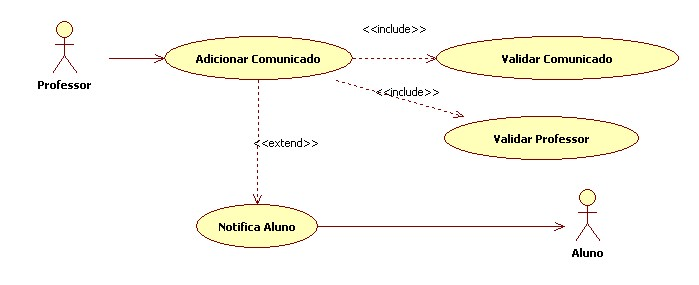 <<include>>
Adicionar Comunicado
Validar Comunicado
Professor
<<include>>
Validar Professor
<<extend>>
Notifica Aluno
Aluno